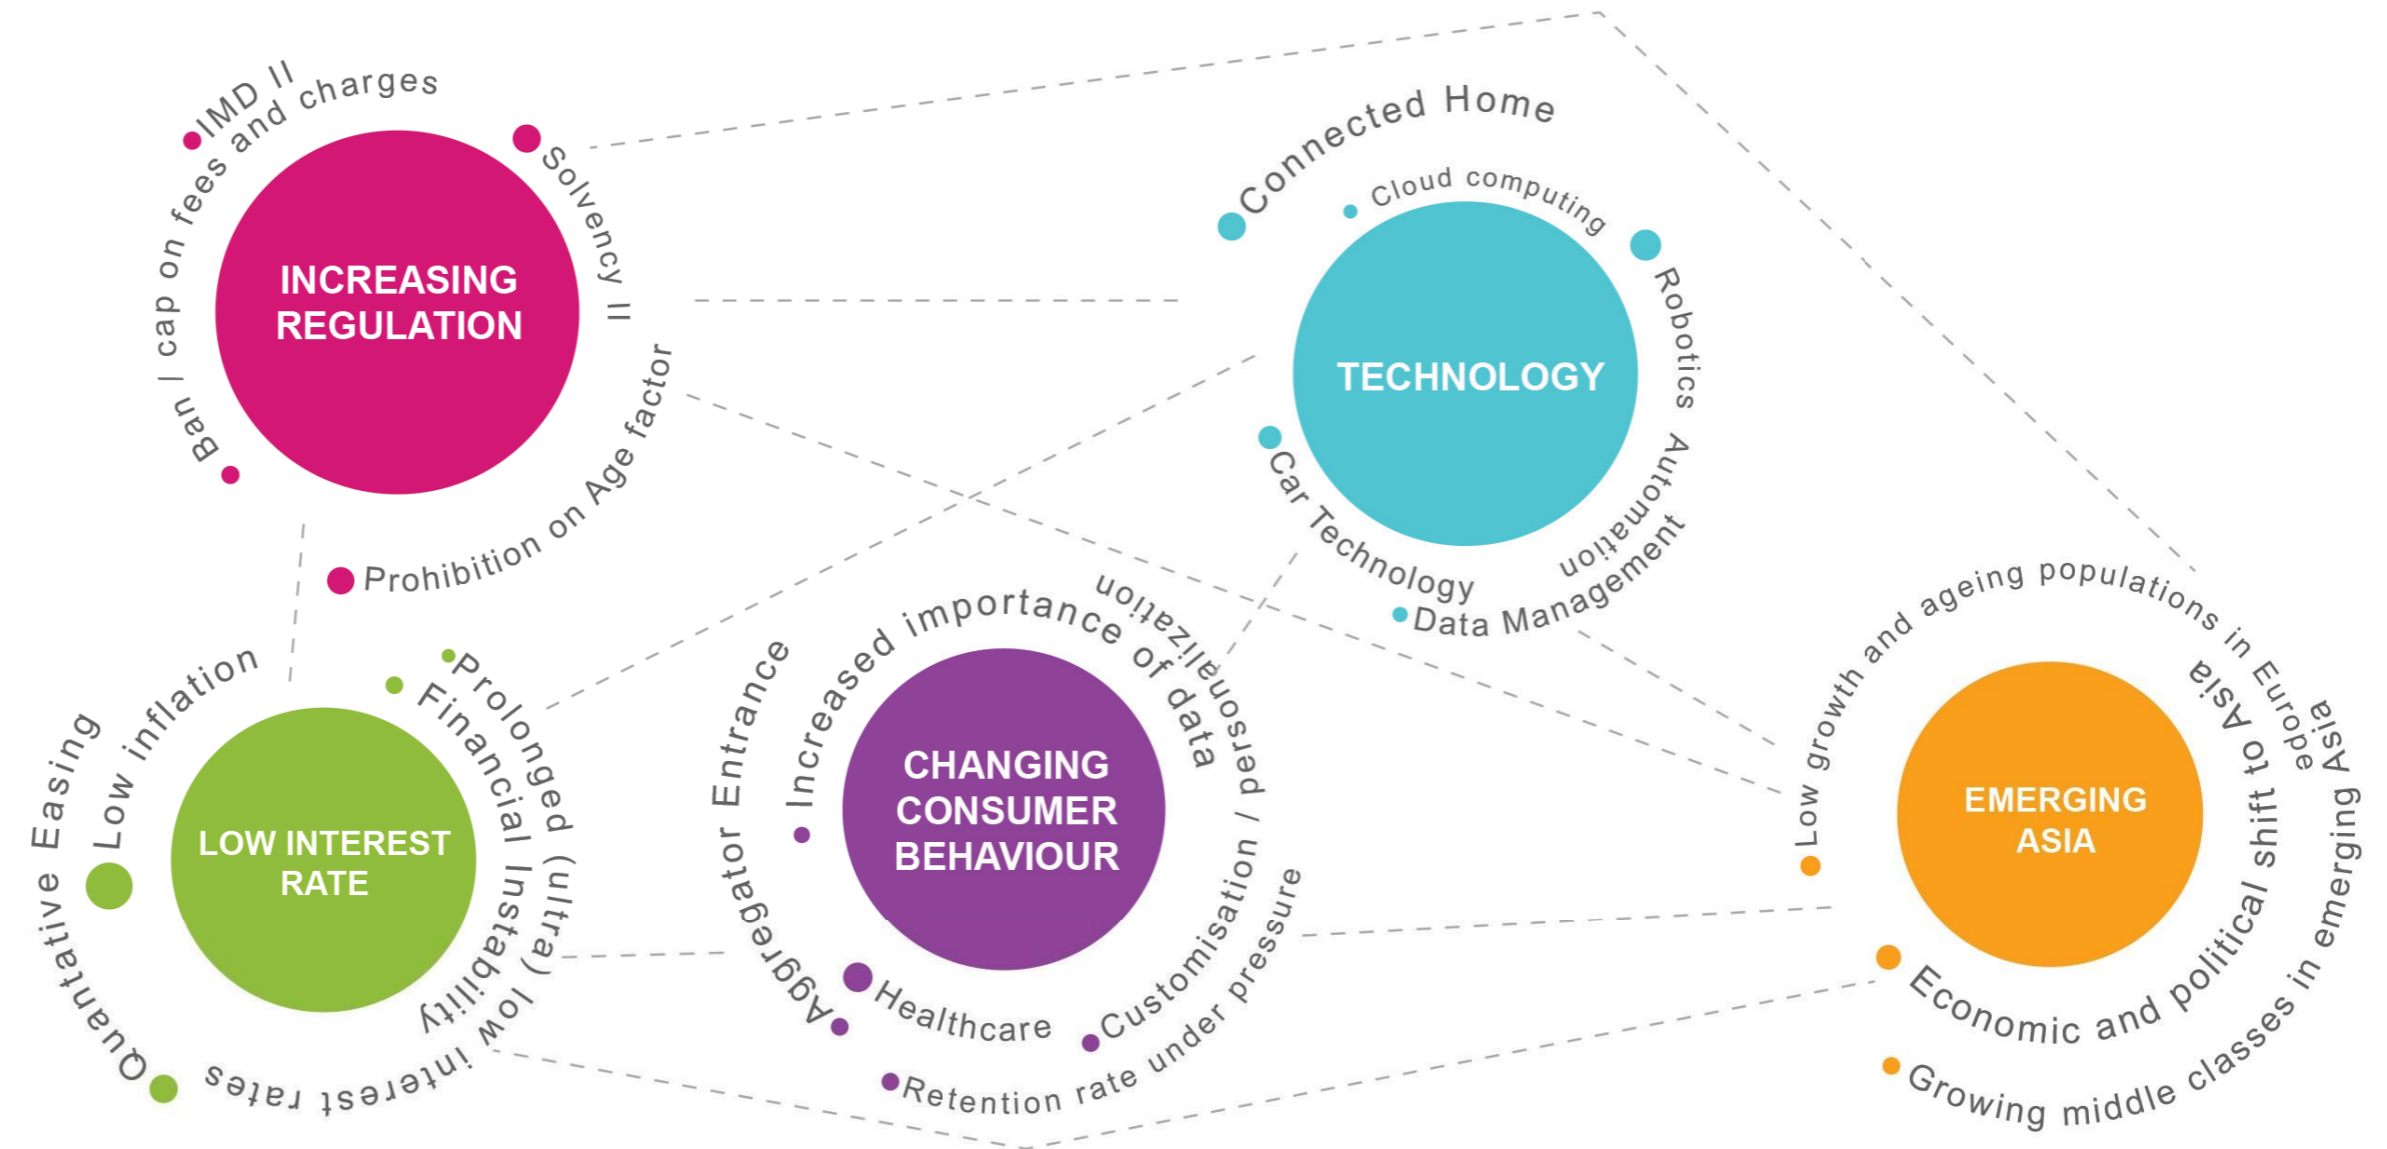 IMD II
Ban / cap on fees and charges
Solvency II
Prohibition on Age factor
INCREASING
REGULATION
Connected Home
Cloud computing
Robotics Automation
Car Technology
Data Management
TECHNOLOGY
Low inflation
Quantative Easing
Prolonged (ultra) low interest rates
Financial Instability
LOW INTEREST
RATE
Increased importance of data
Aggregator Entrance
Healthcare
Customisation / personalization
Retention rate under pressure
CHANGING
CONSUMER
BEHAVIOUR
Low growth and ageing populations in Europe
Economic and political shift to Asia
Growing middle classes in emerging Asia
EMERGING
ASIA